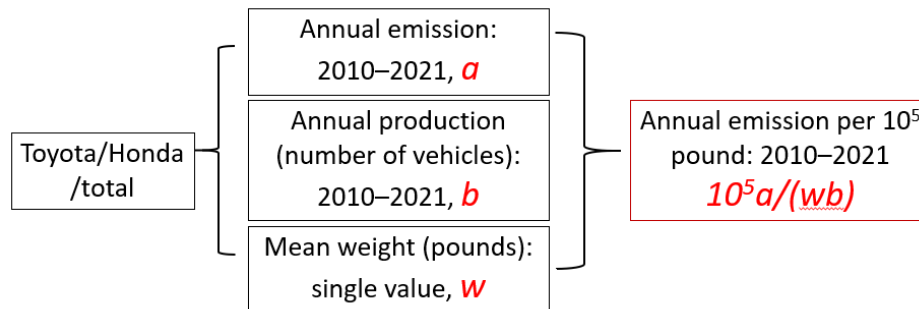 Toyota/Honda
/total
Annual emission:
2010–2021, a
Annual production
(number of vehicles):
2010–2021, b
Mean weight (pounds):
single value, w
Annual emission per 10⁵
pound: 2010–2021
10⁵a/(wb)